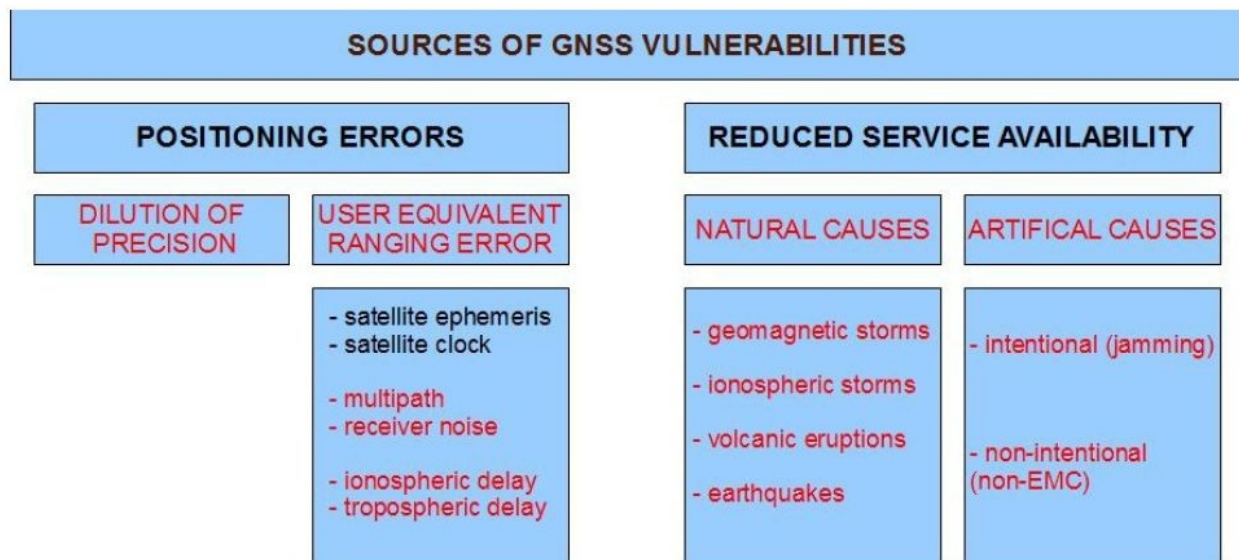 SOURCES OF GNSS VULNERABILITIES
POSITIONING ERRORS
REDUCED SERVICE AVAILABILITY
DILUTION OF
PRECISION
USER EQUIVALENT
RANGING ERROR
NATURAL CAUSES
ARTIFICAL CAUSES
- satellite ephemeris
- satellite clock
- multipath
- receiver noise
- ionospheric delay
- tropospheric delay
- geomagnetic storms
- ionospheric storms
- volcanic eruptions
- earthquakes
- intentional (jamming)
- non-intentional
(non-EMC)